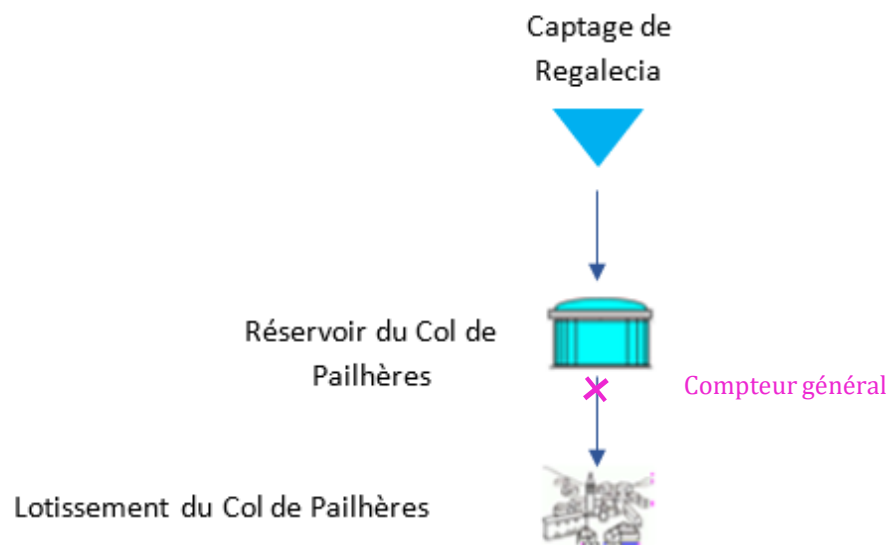 Captage de
Regalecia
Réservoir du Col de
Pailhères
Compteur général
Lotissement du Col de Pailhères